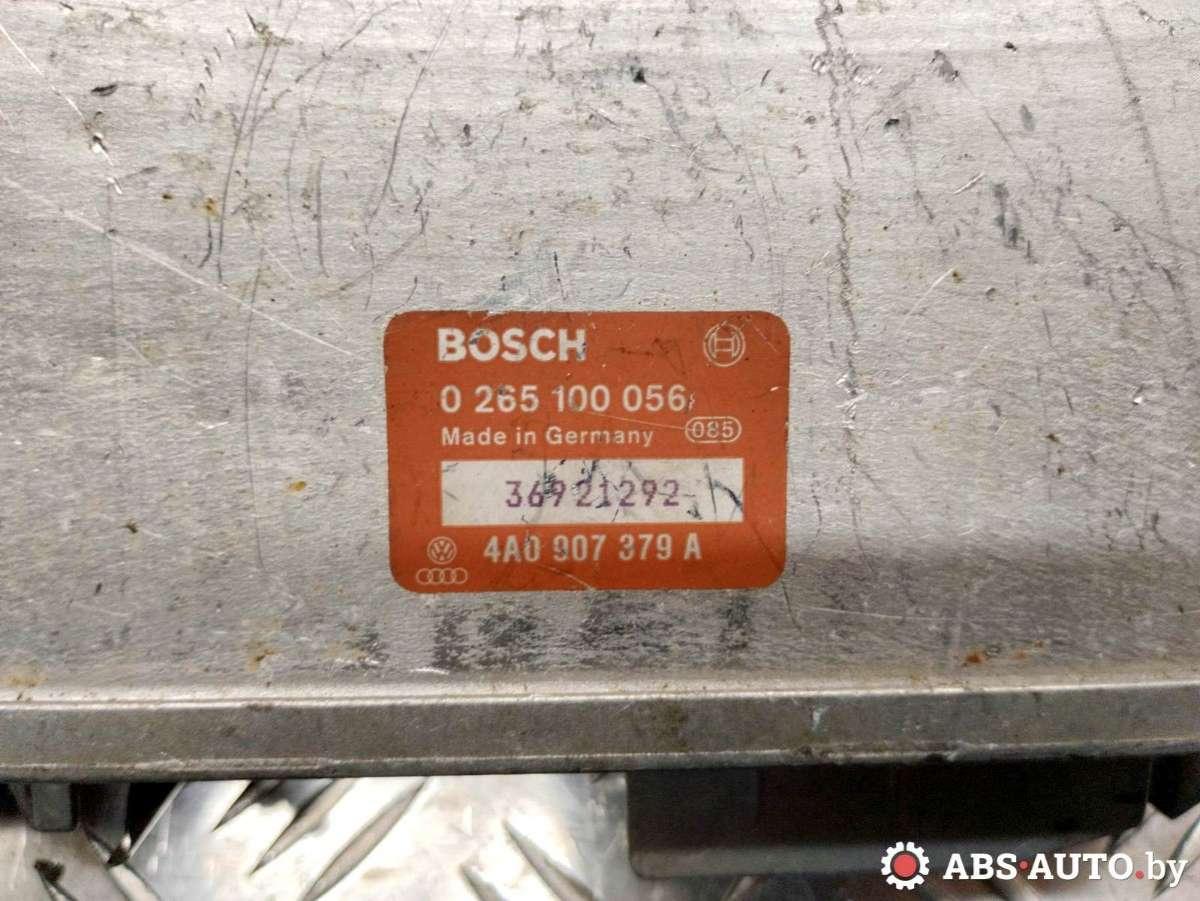 BOSCH
0 265 100 056
Made in Germany 085
36921292
4A0 907 379 A
ABS-AUTO.by